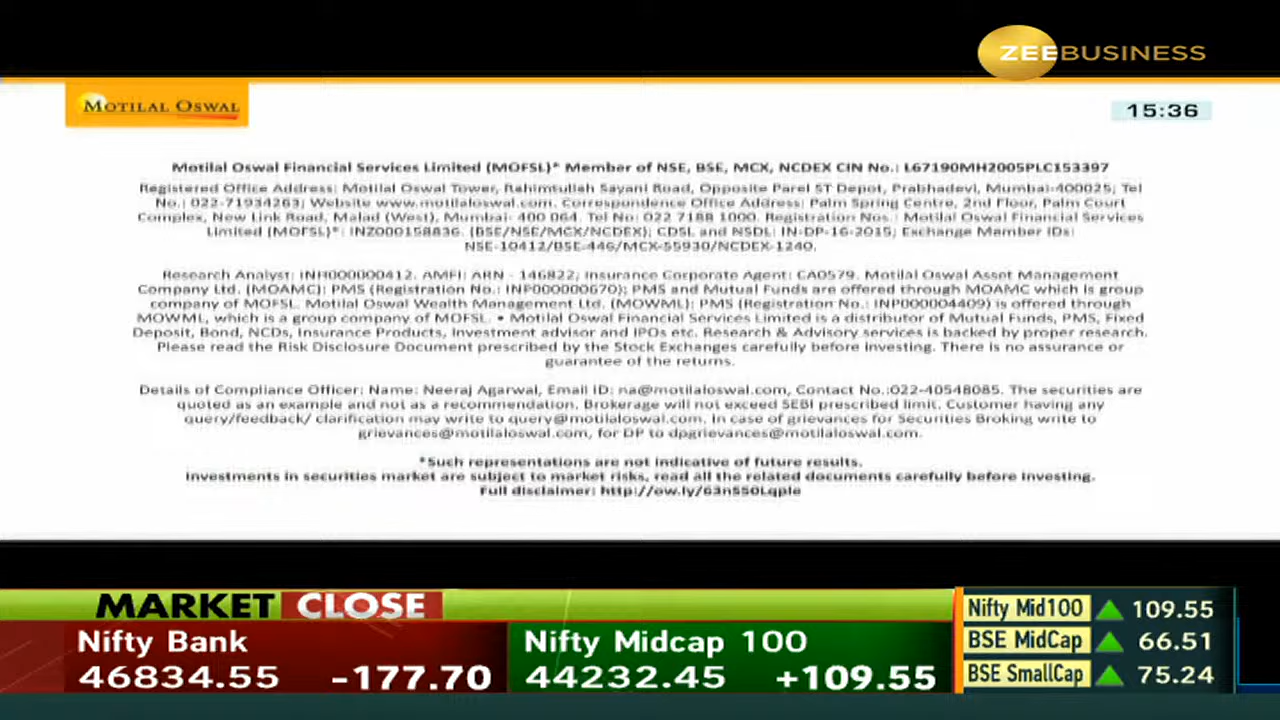 ZEEBUSINESS
MOTILAL OSWAL
15:36
Motilal Oswal Financial Services Limited (MOFSL)* Member of NSE, BSE, MCX, NCDEX CIN No.: L67190MH2005PLC153397
Registered Office Address: Motilal Oswal Tower, Rahimtullah Sayani Road, Opposite Parel ST Depot, Prabhadevi, Mumbai-400025; Tel
No.: 022-71934263; Website www.motilaloswal.com. Correspondence Office Address: Palm Spring Centre, 2nd Floor, Palm Court
Complex, New Link Road, Malad (West), Mumbai- 400 064. Tel No: 022 7188 1000. Registration Nos.: Motilal Oswal Financial Services
Limited (MOFSL)*: INZ000158836. (BSE/NSE/MCX/NCDEX); CDSL and NSDL: IN-DP-16-2015; Exchange Member IDs:
NSE-10412/BSE-446/MCX-55930/NCDEX-1240.
Research Analyst: INH000000412. AMFI: ARN - 146822; Insurance Corporate Agent: CA0579. Motilal Oswal Asset Management
Company Ltd. (MOAMC): PMS (Registration No.: INP000000670); PMS and Mutual Funds are offered through MOAMC which is group
company of MOFSL. Motilal Oswal Wealth Management Ltd. (MOWML): PMS (Registration No.: INP000004409) is offered through
MOWML, which is a group company of MOFSL. • Motilal Oswal Financial Services Limited is a distributor of Mutual Funds, PMS, Fixed
Deposit, Bond, NCDs, Insurance Products, Investment advisor and IPOs etc. Research & Advisory services is backed by proper research.
Please read the Risk Disclosure Document prescribed by the Stock Exchanges carefully before investing. There is no assurance or
guarantee of the returns.
Details of Compliance Officer: Name: Neeraj Agarwal, Email ID: na@motilaloswal.com, Contact No.:022-40548085. The securities are
quoted as an example and not as a recommendation. Brokerage will not exceed SEBI prescribed limit. Customer having any
query/feedback/ clarification may write to query@motilaloswal.com. In case of grievances for Securities Broking write to
grievances@motilaloswal.com, for DP to dpgrievances@motilaloswal.com.
*Such representations are not indicative of future results.
Investments in securities market are subject to market risks, read all the related documents carefully before investing.
Full disclaimer:
MARKET CLOSE
Nifty Bank
46834.55 -177.70
Nifty Midcap 100
44232.45 +109.55
Nifty Mid100 ▲ 109.55
BSE MidCap ▲ 66.51
BSE SmallCap ▲ 75.24